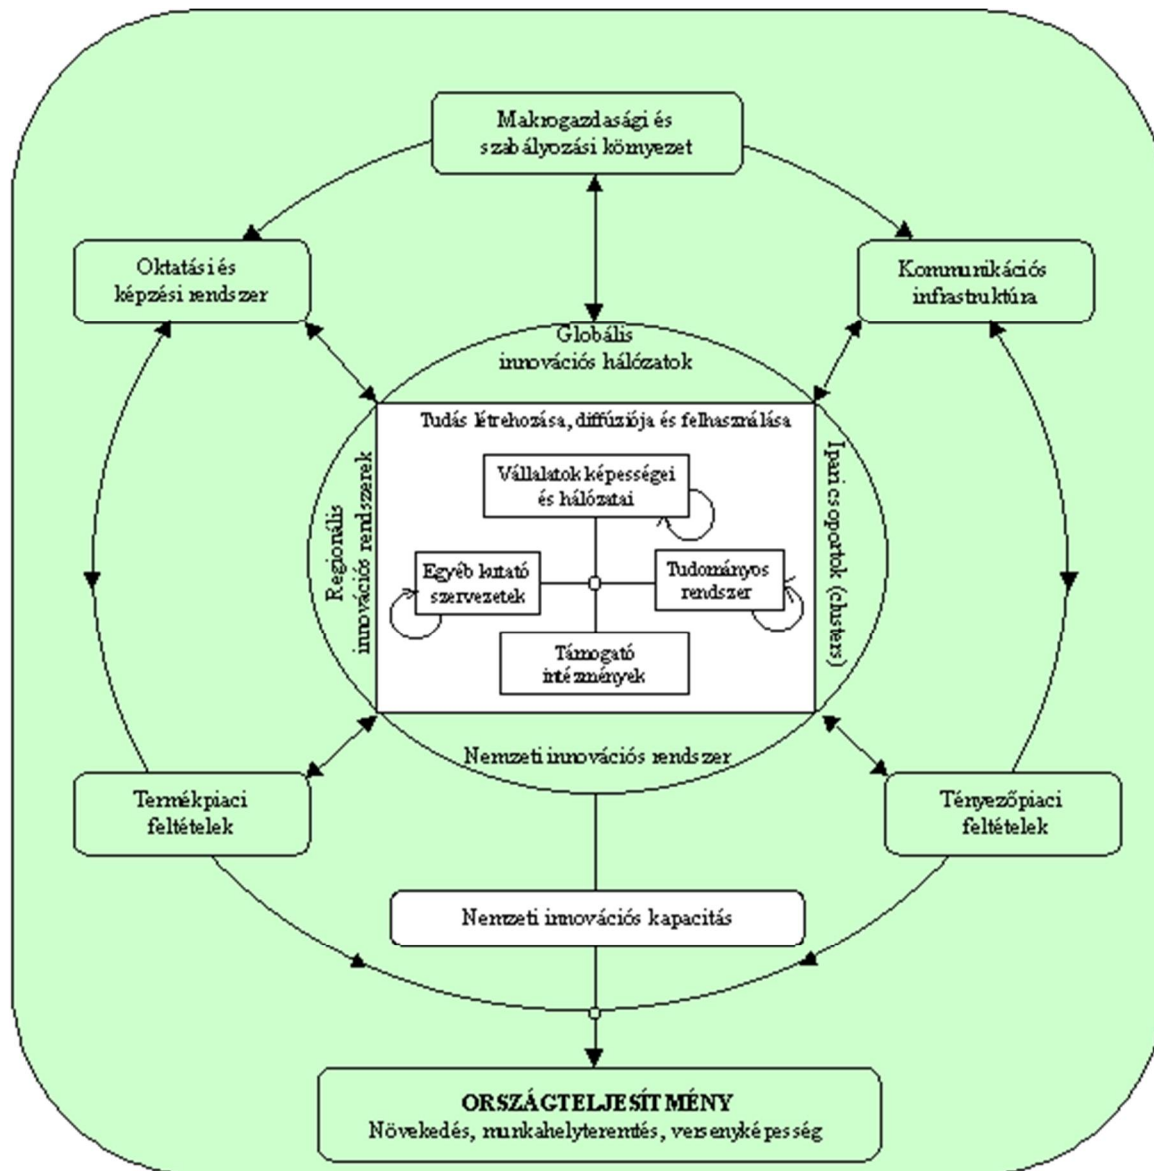 Makrogazdasági és
szabályozási környezet
Oktatási és
képzési rendszer
Kommunikációs
infrastruktúra
Globális
innovációs hálózatok
Tudás létrehozása, diffúziója és felhasználása
Vállalatok képességei
és hálózatai
Regionális
innovációs rendszerek
Egyéb kutató
szervezetek
Tudományos
rendszer
Ipari csoportok (clusters)
Támogató
intézmények
Nemzeti innovációs rendszer
Termékpiaci
feltételek
Tényezőpiaci
feltételek
Nemzeti innovációs kapacitás
ORSZÁGTELJESÍTMÉNY
Növekedés, munkahelyteremtés, versenyképesség